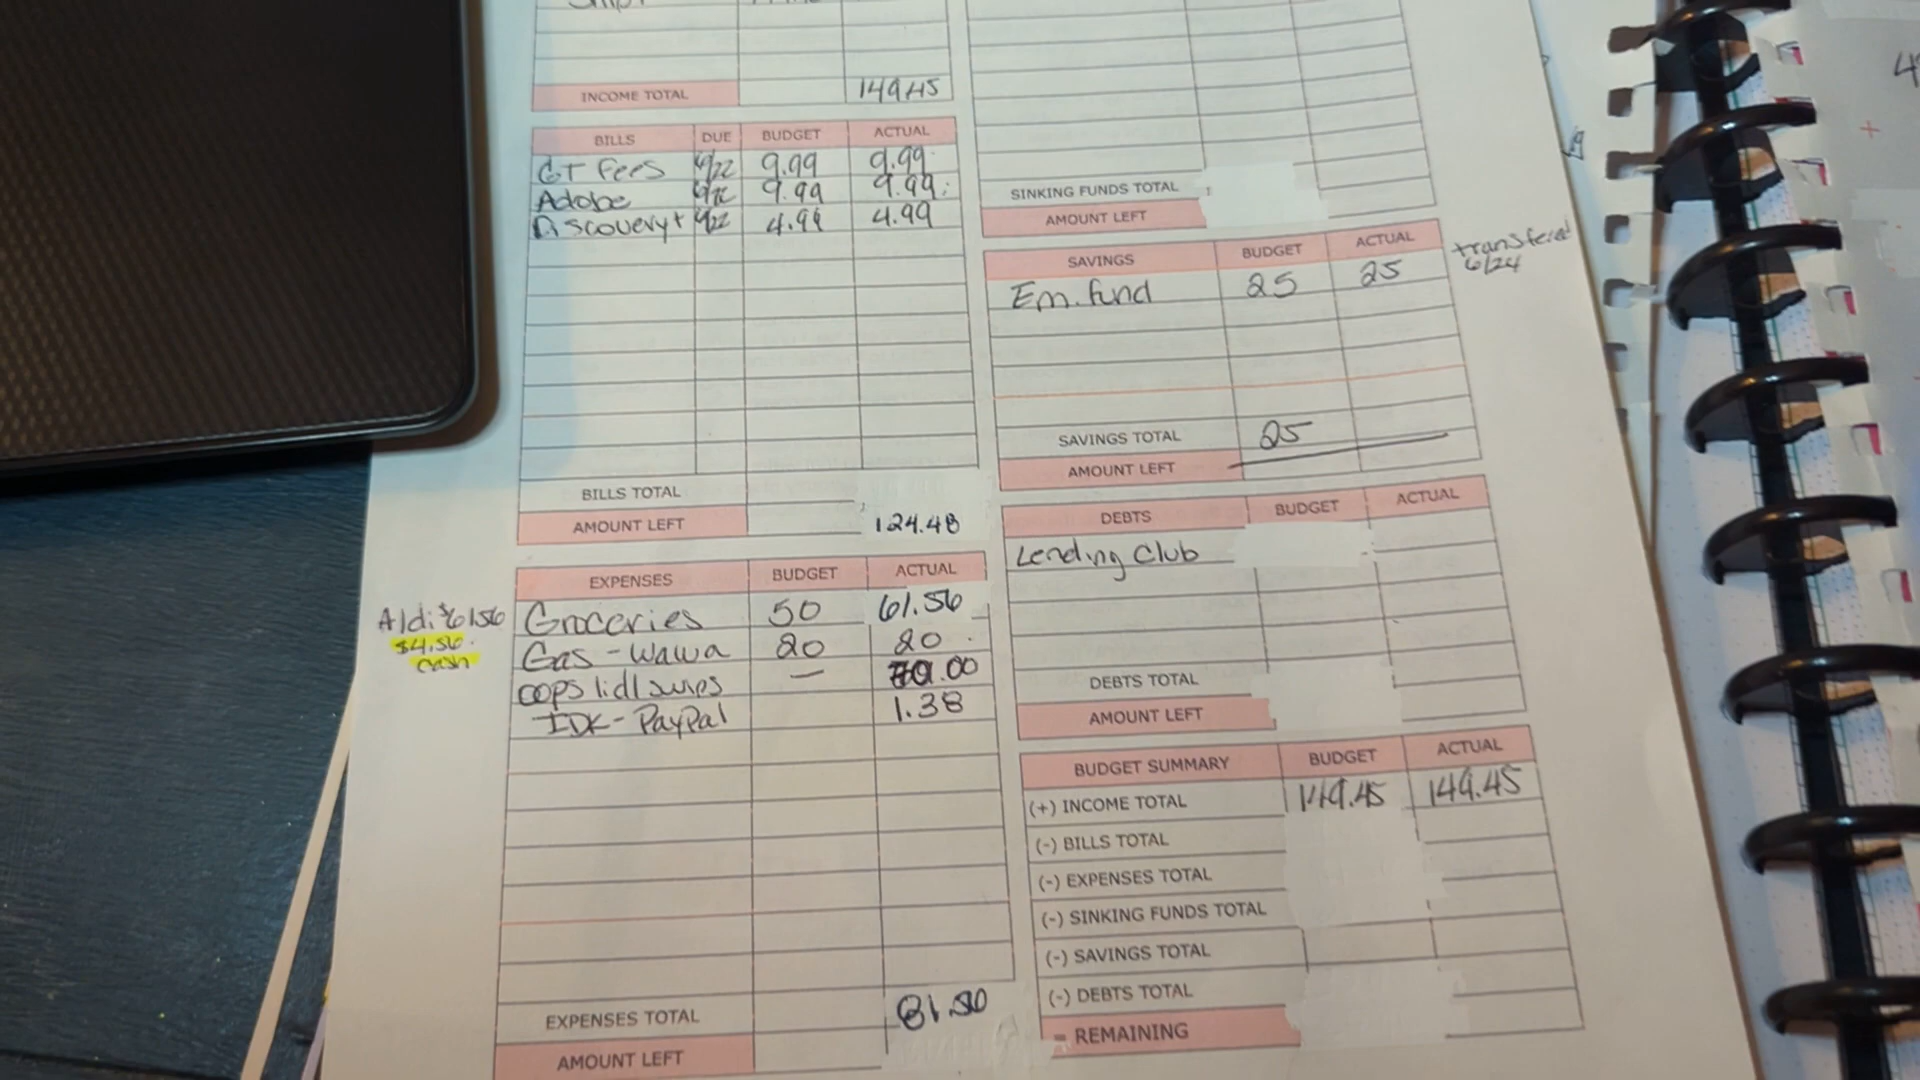 INCOME TOTAL 149.45
BILLS DUE BUDGET ACTUAL
GT Fees 6/22 9.99 9.99
Adobe 9.99 9.99
Discovery+ 6/22 4.99 4.99
BILLS TOTAL
AMOUNT LEFT 124.48
EXPENSES BUDGET ACTUAL
Aldi $61.56
$4.56
cash
Groceries 50 61.56
Gas - Wawa 20 20
oops lidl .00
IDK - PayPal 1.38
EXPENSES TOTAL
AMOUNT LEFT
SINKING FUNDS TOTAL
AMOUNT LEFT
SAVINGS BUDGET ACTUAL
Em. fund 25 25
transfered
6/24
SAVINGS TOTAL 25
AMOUNT LEFT
DEBTS BUDGET ACTUAL
Lending Club
DEBTS TOTAL
AMOUNT LEFT
BUDGET SUMMARY BUDGET ACTUAL
(+) INCOME TOTAL 149.45 149.45
(-) BILLS TOTAL
(-) EXPENSES TOTAL
(-) SINKING FUNDS TOTAL
(-) SAVINGS TOTAL
(-) DEBTS TOTAL
= REMAINING